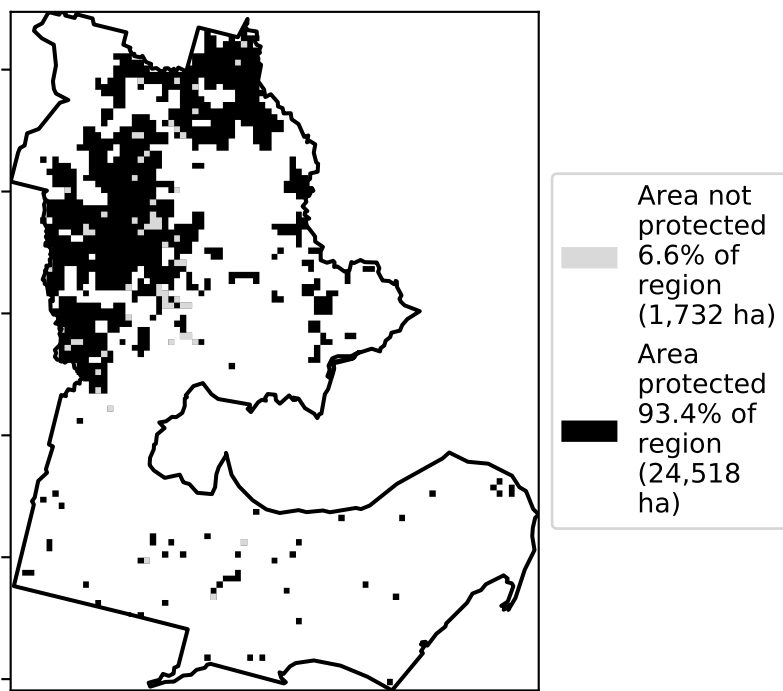 Area not
protected
6.6% of
region
(1,732 ha)
Area
protected
93.4% of
region
(24,518
ha)